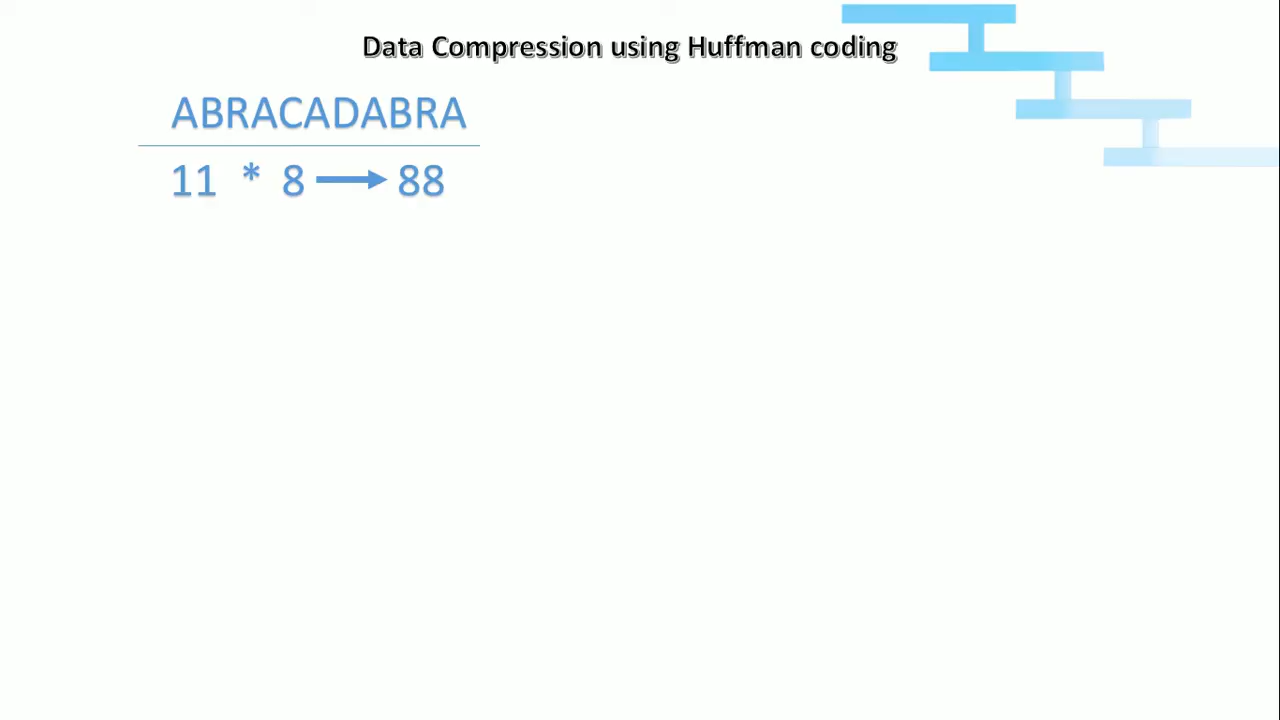 Data Compression using Huffman coding
ABRACADABRA
11 * 8 → 88